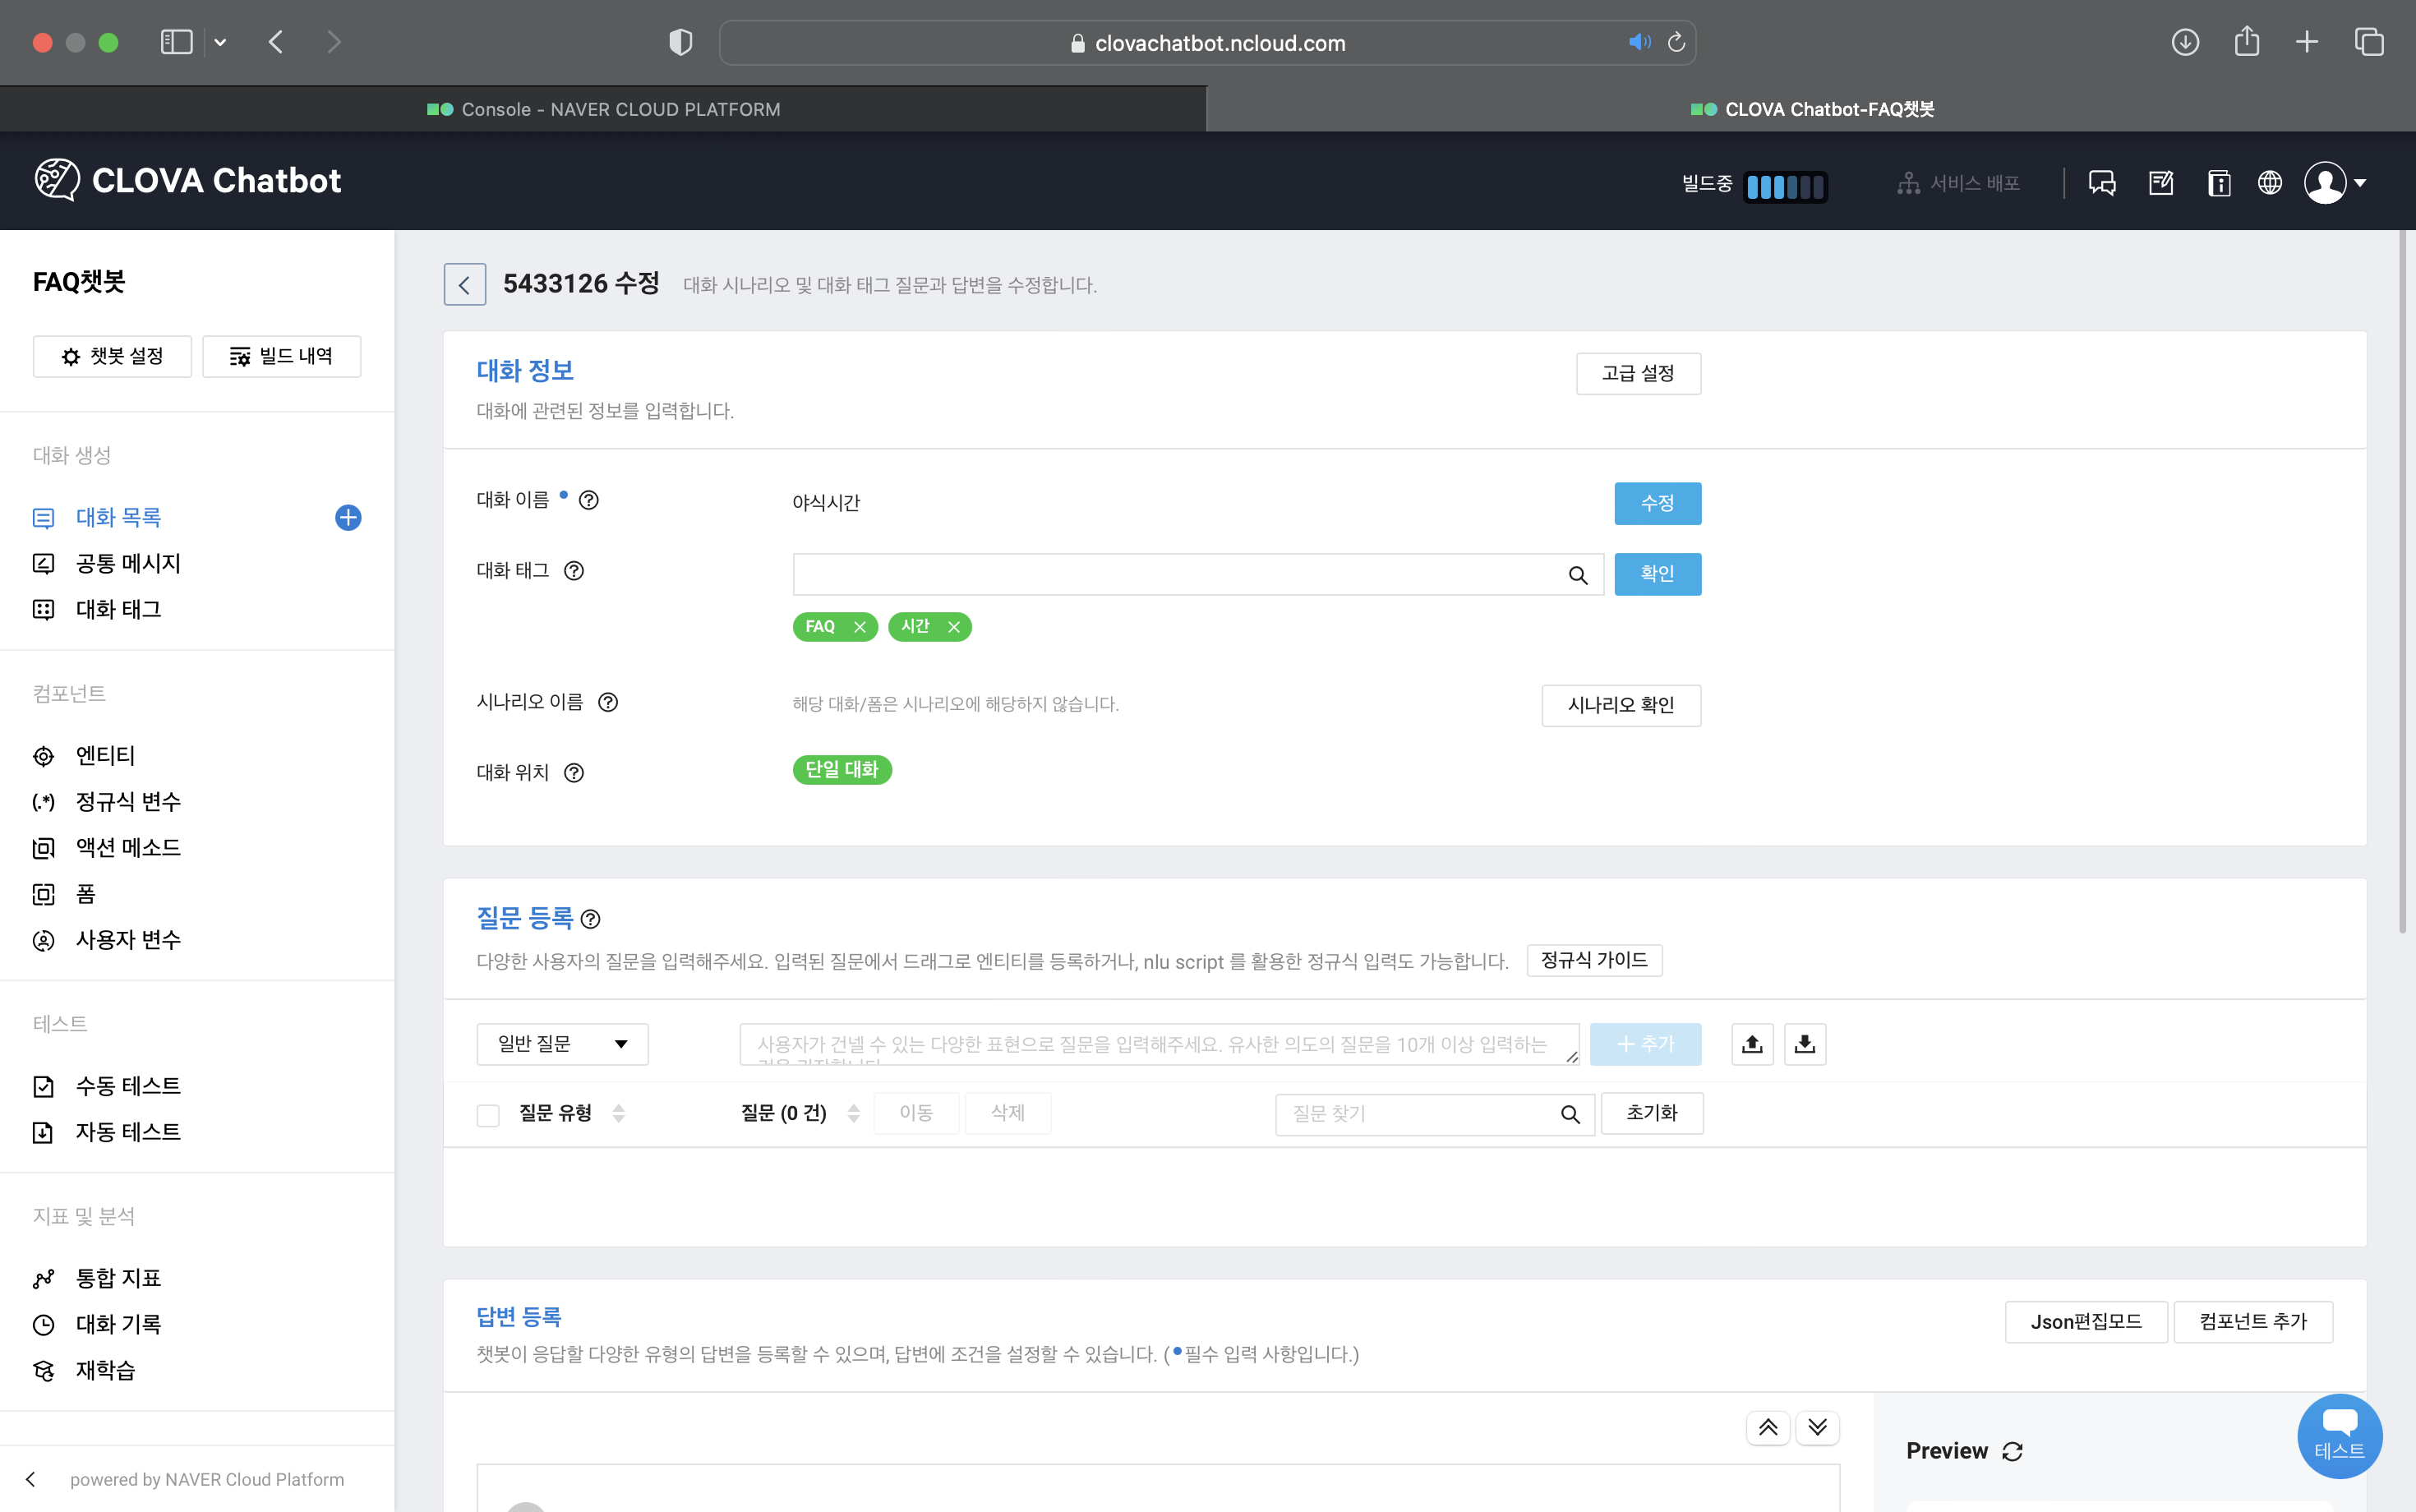 clovachatbot.ncloud.com
Console - NAVER CLOUD PLATFORM
CLOVA Chatbot-FAQ챗봇
CLOVA Chatbot
빌드중
서비스 배포
FAQ챗봇
챗봇 설정
빌드 내역
대화 생성
대화 목록
공통 메시지
대화 태그
컴포넌트
엔티티
(.*) 정규식 변수
액션 메소드
폼
사용자 변수
테스트
수동 테스트
자동 테스트
지표 및 분석
통합 지표
대화 기록
재학습
powered by NAVER Cloud Platform
5433126 수정
대화 시나리오 및 대화 태그 질문과 답변을 수정합니다.
대화 정보
고급 설정
대화에 관련된 정보를 입력합니다.
대화 이름
야식시간
수정
대화 태그
확인
FAQ
시간
시나리오 이름
해당 대화/폼은 시나리오에 해당하지 않습니다.
시나리오 확인
대화 위치
단일 대화
질문 등록
다양한 사용자의 질문을 입력해주세요. 입력된 질문에서 드래그로 엔티티를 등록하거나, nlu script 를 활용한 정규식 입력도 가능합니다.
정규식 가이드
일반 질문
사용자가 건넬 수 있는 다양한 표현으로 질문을 입력해주세요. 유사한 의도의 질문을 10개 이상 입력하는
+ 추가
질문 유형
질문 (0 건)
이동
삭제
질문 찾기
초기화
답변 등록
Json편집모드
컴포넌트 추가
챗봇이 응답할 다양한 유형의 답변을 등록할 수 있으며, 답변에 조건을 설정할 수 있습니다. (•필수 입력 사항입니다.)
Preview
테스트